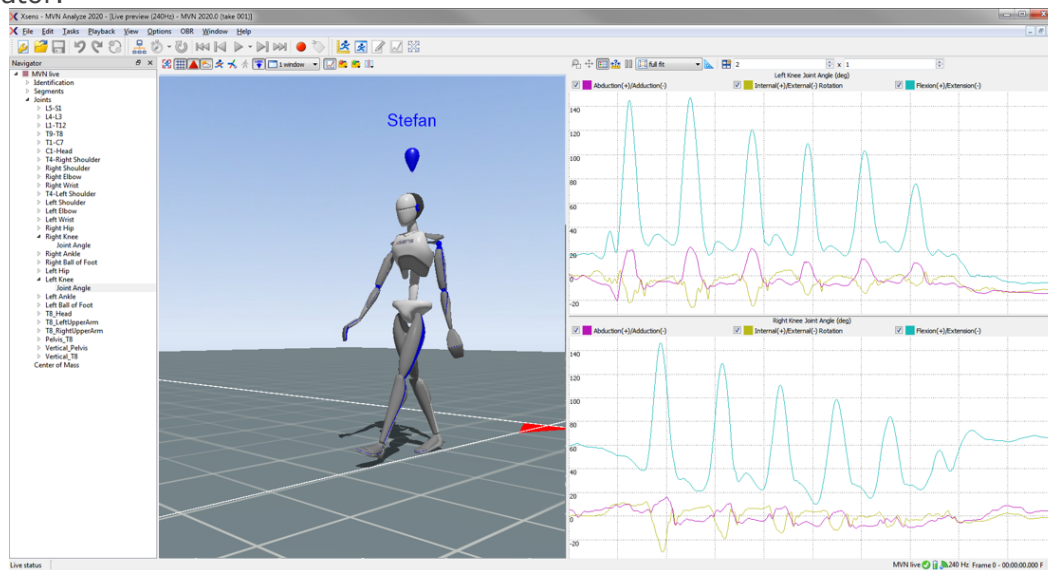 ator.
Xsens - MVN Analyze 2020 - [Live preview (240Hz) - MVN 2020.0 (take 001)]
File Edit Tasks Playback View Options OBR Window Help
Navigator
1 window
full fit
2
x 1
MVN live
Identification
Segments
Joints
L5-S1
L4-L3
L1-T12
T9-T8
T1-C7
C1-Head
T4-Right Shoulder
Right Shoulder
Right Elbow
Right Wrist
T4-Left Shoulder
Left Shoulder
Left Elbow
Left Wrist
Right Hip
Right Knee
Joint Angle
Right Ankle
Right Ball of Foot
Left Hip
Left Knee
Joint Angle
Left Ankle
Left Ball of Foot
T8_Head
T8_LeftUpperArm
T8_RightUpperArm
Pelvis_T8
Vertical_Pelvis
Vertical_T8
Center of Mass
Stefan
Left Knee Joint Angle (deg)
Abduction(+)/Adduction(-) Internal(+)/External(-) Rotation Flexion(+)/Extension(-)
140
120
100
80
60
40
20
0
-20
Right Knee Joint Angle (deg)
Abduction(+)/Adduction(-) Internal(+)/External(-) Rotation Flexion(+)/Extension(-)
140
120
100
80
60
40
20
0
-20
Live status
MVN live 240 Hz Frame 0 - 00:00:00.000 F